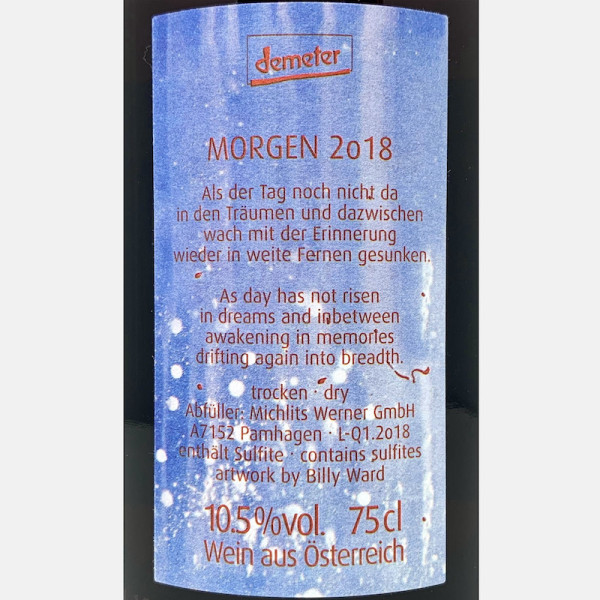 demeter
MORGEN 2018
Als der Tag noch nicht da
in den Träumen und dazwischen
wach mit der Erinnerung
wieder in weite Fernen gesunken.
As day has not risen
in dreams and inbetween
awakening in memories
drifting again into breadth.
trocken · dry
Abfüller: Michlits Werner GmbH
A7152 Pamhagen · L-Q1.2018
enthält Sulfite · contains sulfites
artwork by Billy Ward
10.5%vol. 75cl
Wein aus Österreich